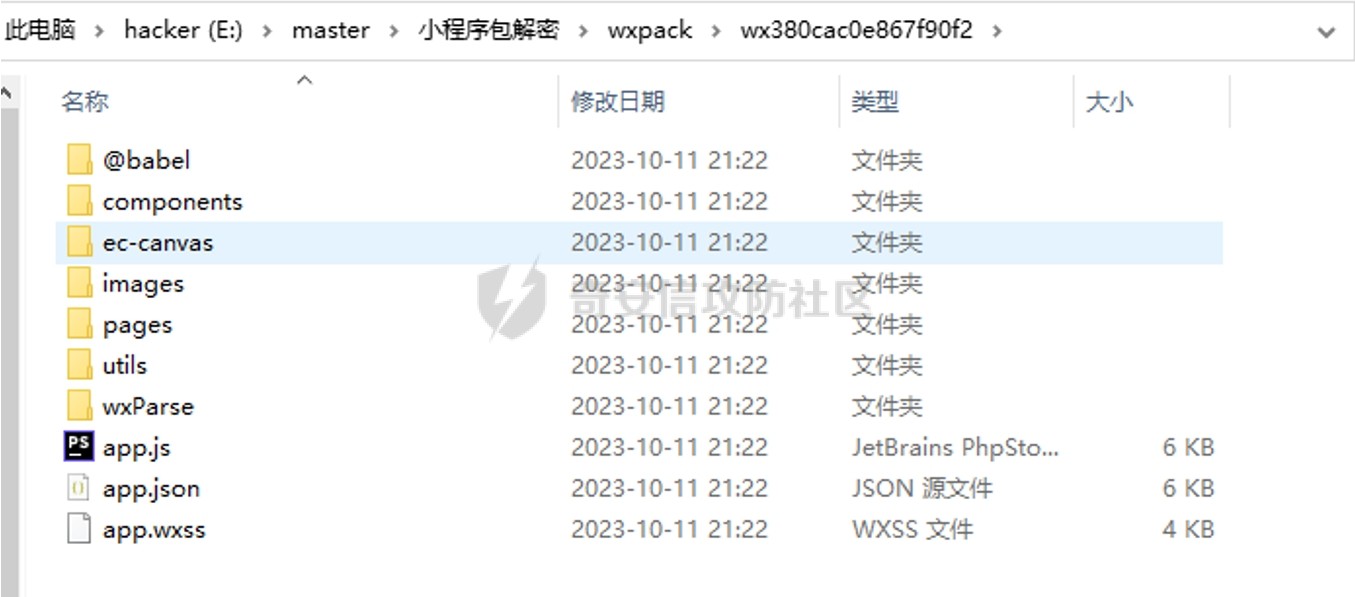 此电脑 › hacker (E:) › master › 小程序包解密 › wxpack › wx380cac0e867f90f2 ›
名称 修改日期 类型 大小
@babel 2023-10-11 21:22 文件夹
components 2023-10-11 21:22 文件夹
ec-canvas 2023-10-11 21:22 文件夹
images 2023-10-11 21:22 文件夹
奇安信攻防社区
pages 2023-10-11 21:22 文件夹
utils 2023-10-11 21:22 文件夹
wxParse 2023-10-11 21:22 文件夹
PS app.js 2023-10-11 21:22 JetBrains PhpSto... 6 KB
app.json 2023-10-11 21:22 JSON 源文件 6 KB
app.wxss 2023-10-11 21:22 WXSS 文件 4 KB